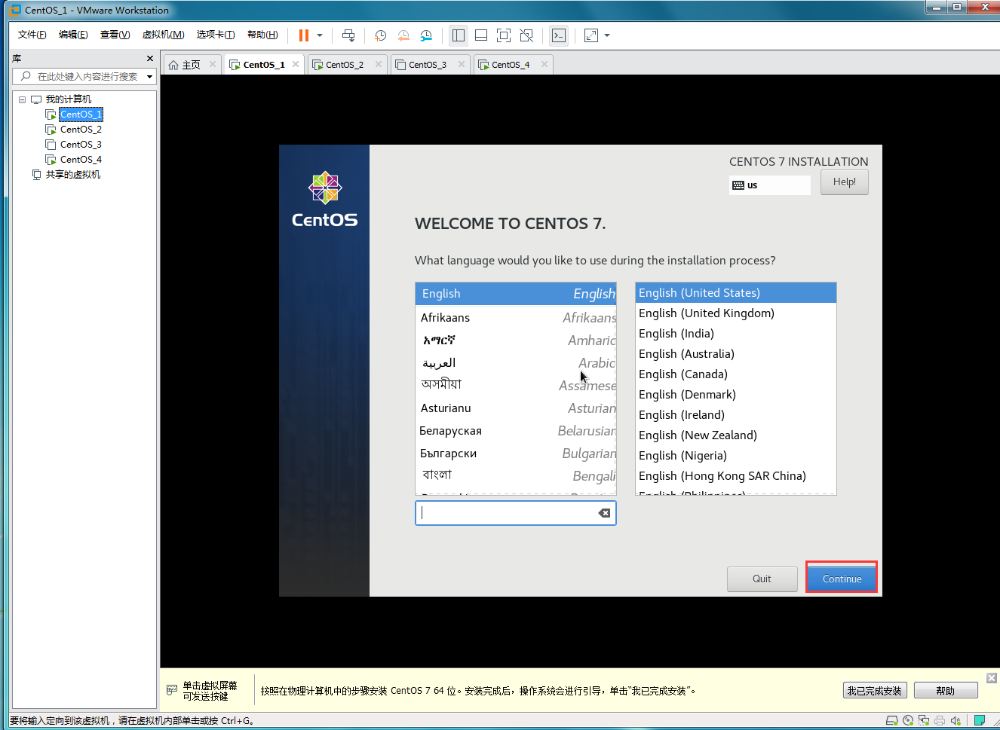 CentOS_1 - VMware Workstation
文件(F) 编辑(E) 查看(V) 虚拟机(M) 选项卡(T) 帮助(H)
库
在此处键入内容进行搜索
我的计算机
CentOS_1
CentOS_2
CentOS_3
CentOS_4
共享的虚拟机
主页 CentOS_1 CentOS_2 CentOS_3 CentOS_4
CentOS
CENTOS 7 INSTALLATION
us
Help!
WELCOME TO CENTOS 7.
What language would you like to use during the installation process?
English English
Afrikaans Afrikaans
አማርኛ Amharic
العربية Arabic
অসমীয়া Assamese
Asturianu Asturian
Беларуская Belarusian
Български Bulgarian
বাংলা Bengali
English (United States)
English (United Kingdom)
English (India)
English (Australia)
English (Canada)
English (Denmark)
English (Ireland)
English (New Zealand)
English (Nigeria)
English (Hong Kong SAR China)
English (Philippines)
Quit
Continue
单击虚拟屏幕
可发送按键
按照在物理计算机中的步骤安装 CentOS 7 64 位。安装完成后，操作系统会进行引导，单击“我已完成安装”。
我已完成安装
帮助
要将输入定向到该虚拟机，请在虚拟机内部单击或按 Ctrl+G。